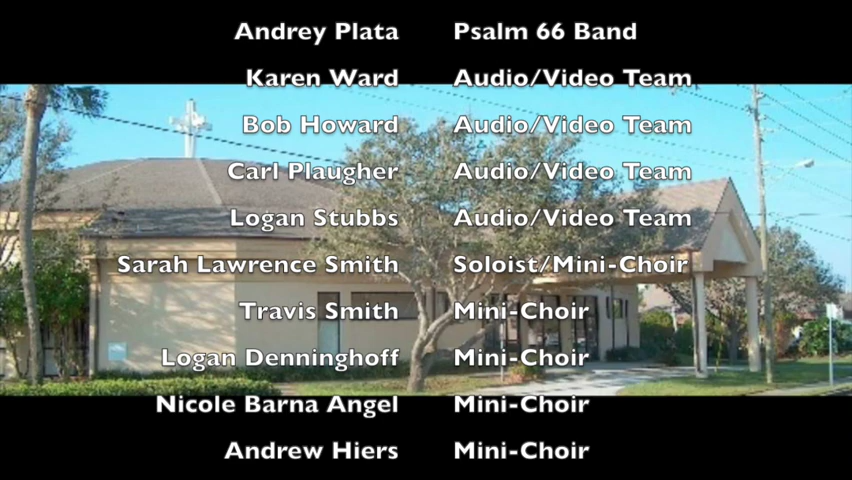 Andrey Plata Psalm 66 Band
Karen Ward Audio/Video Team
Bob Howard Audio/Video Team
Carl Plaugher Audio/Video Team
Logan Stubbs Audio/Video Team
Sarah Lawrence Smith Soloist/Mini-Choir
Travis Smith Mini-Choir
Logan Denninghoff Mini-Choir
Nicole Barna Angel Mini-Choir
Andrew Hiers Mini-Choir